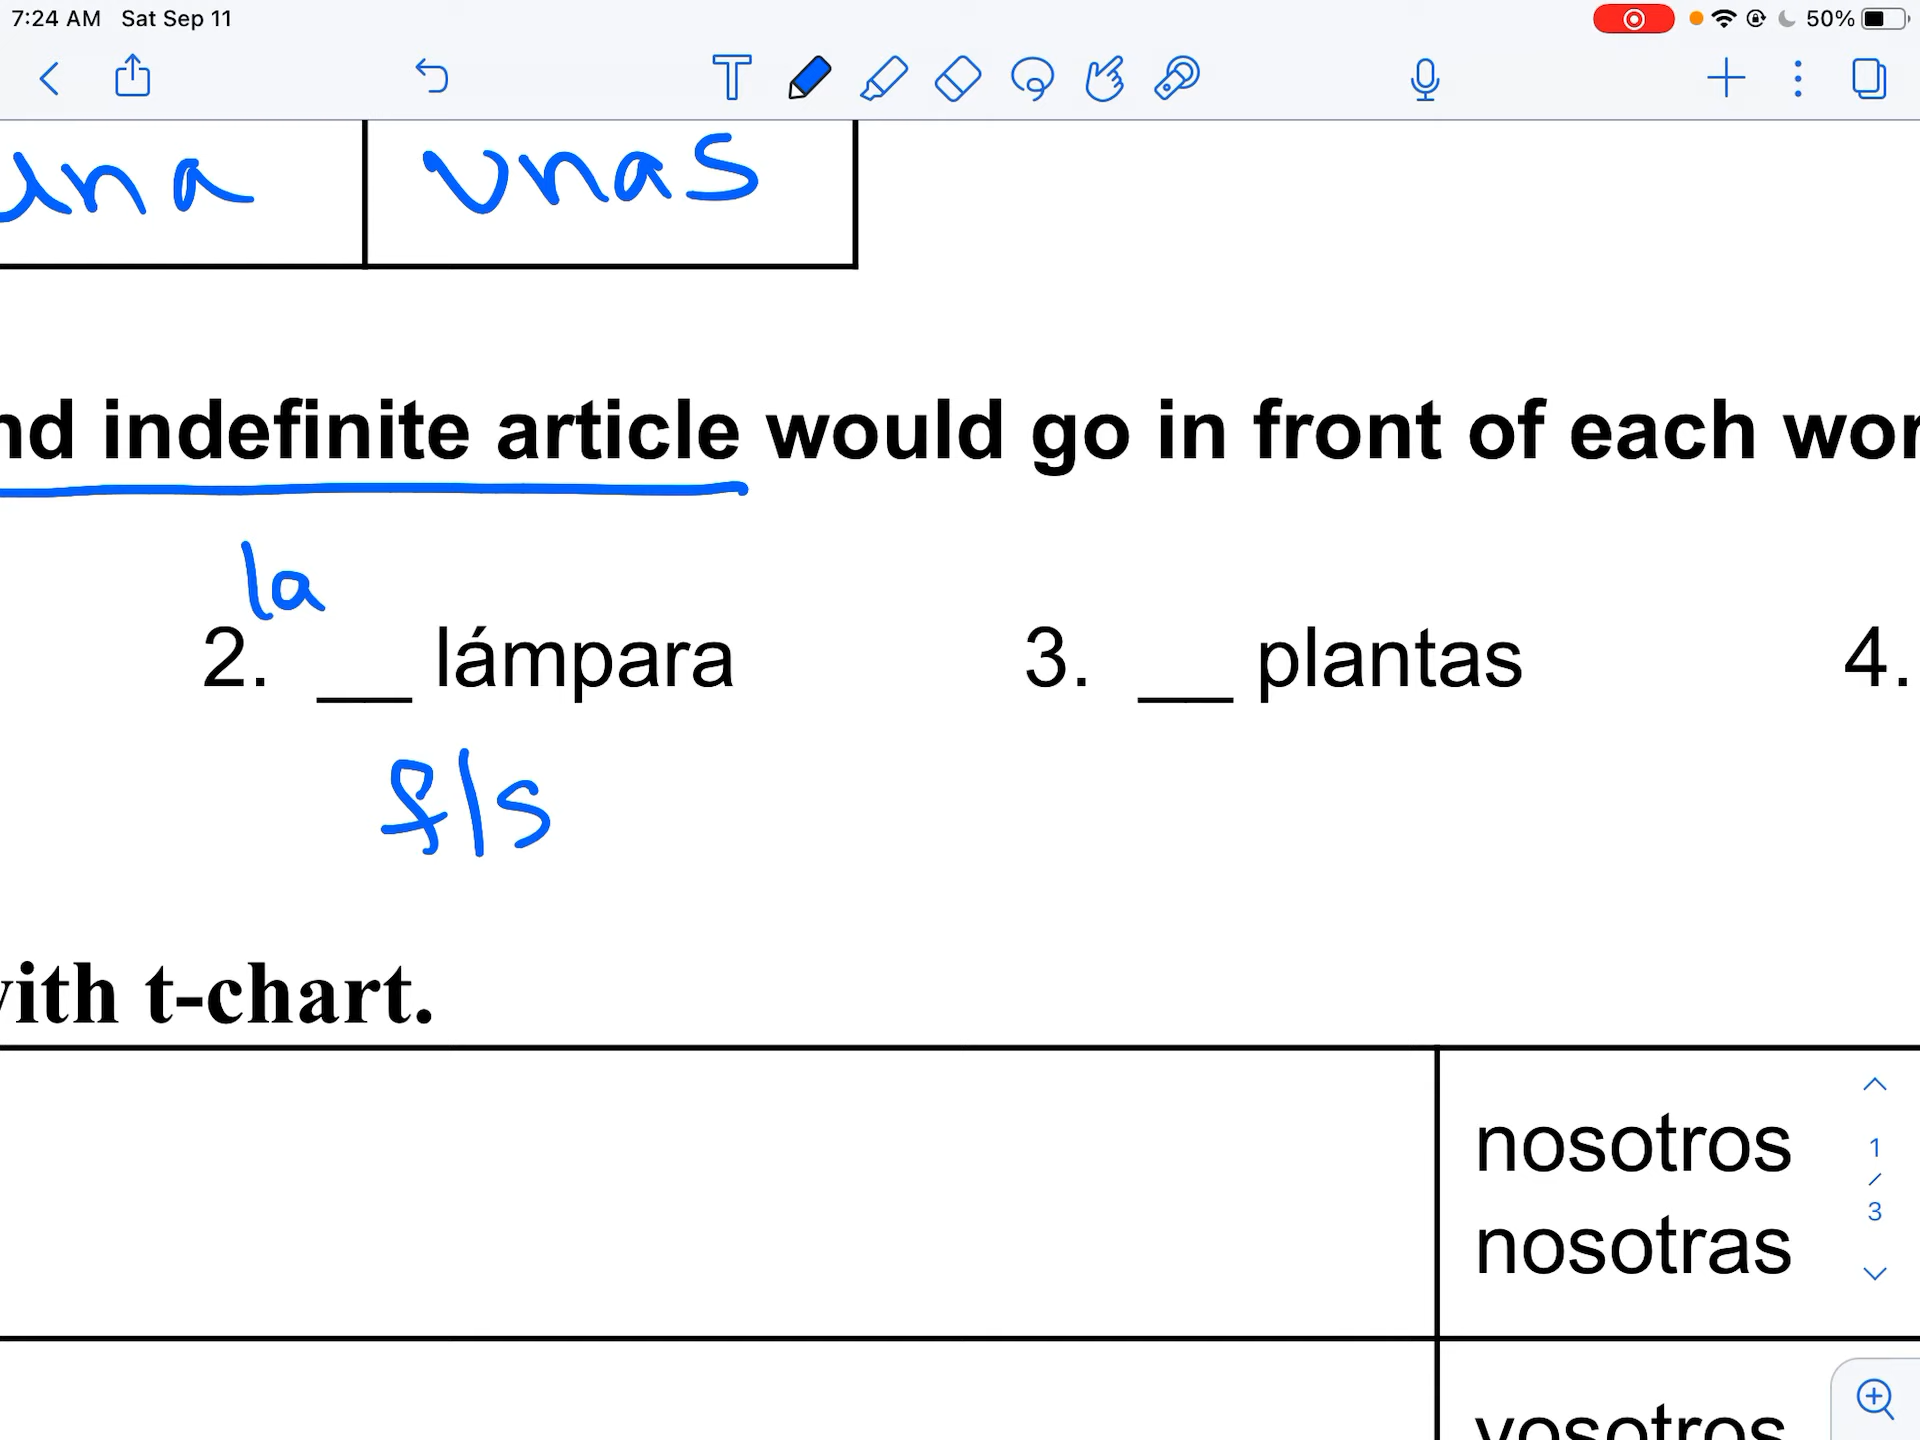 7:24 AM Sat Sep 11
50%
una unas
nd indefinite article would go in front of each wor
la
2. __ lámpara 3. __ plantas 4.
f/s
with t-chart.
nosotros
nosotras
1
/
3
vosotros